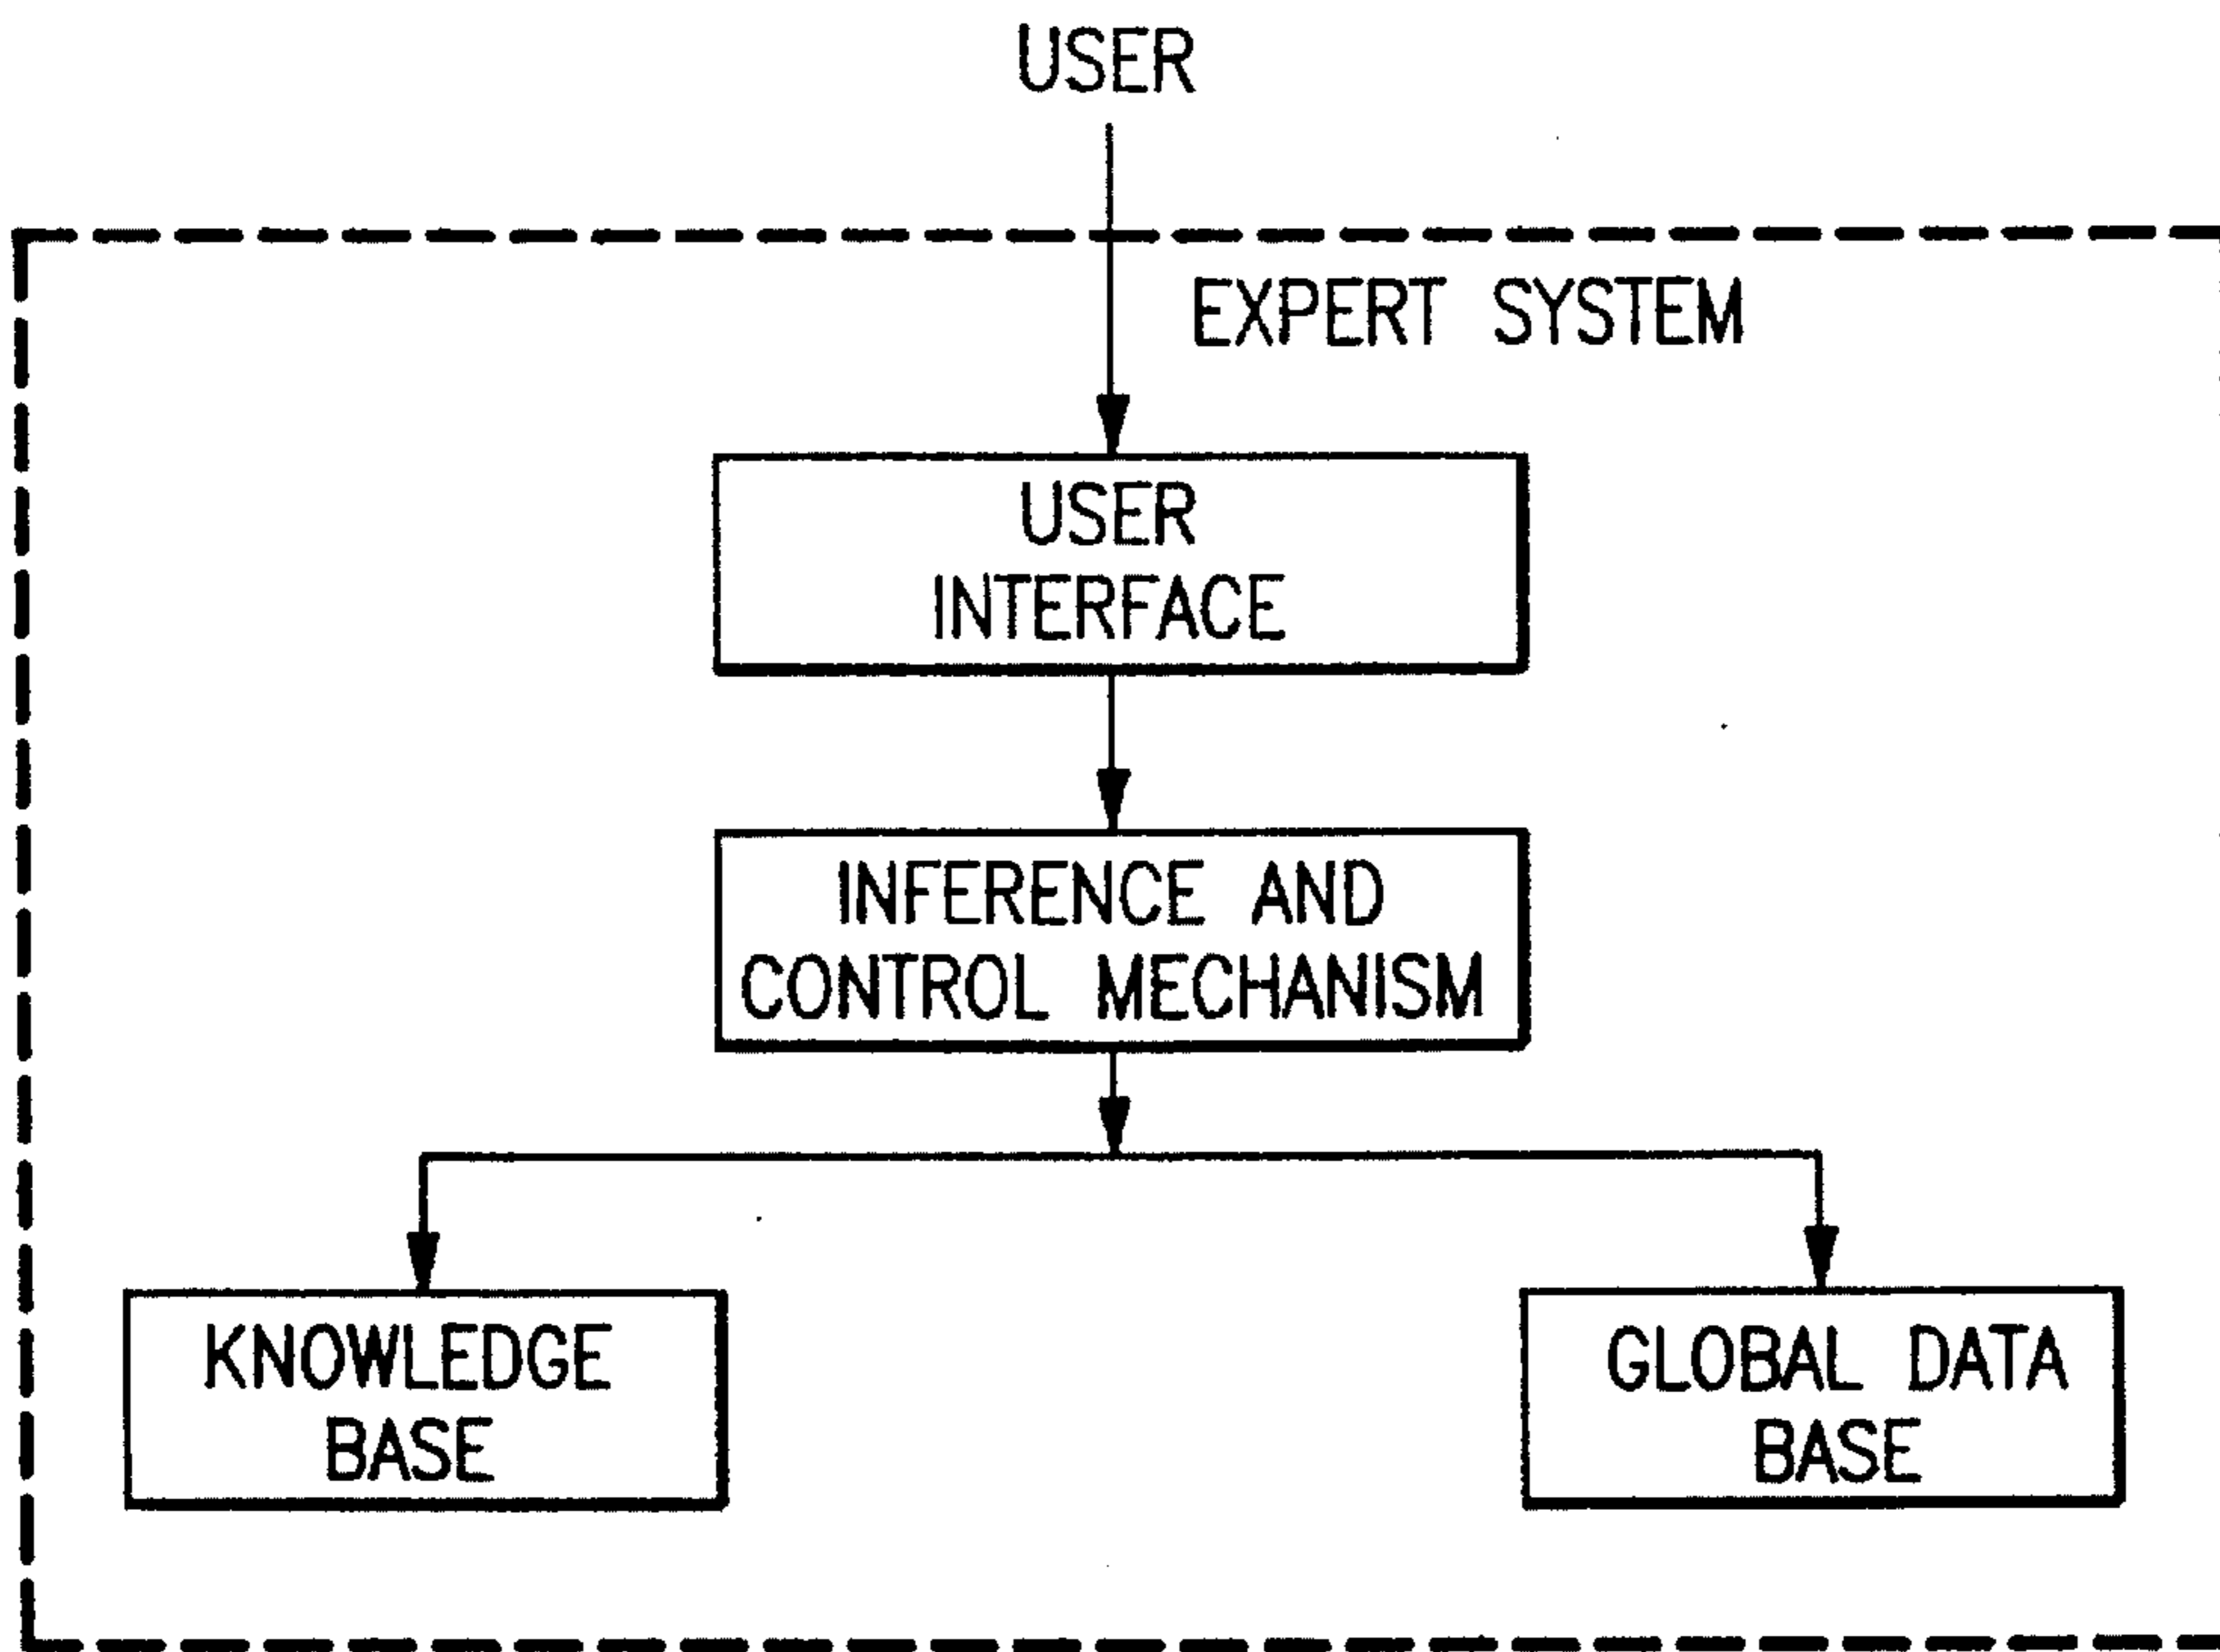 USER
EXPERT SYSTEM
USER
INTERFACE
INFERENCE AND
CONTROL MECHANISM
KNOWLEDGE
BASE
GLOBAL DATA
BASE